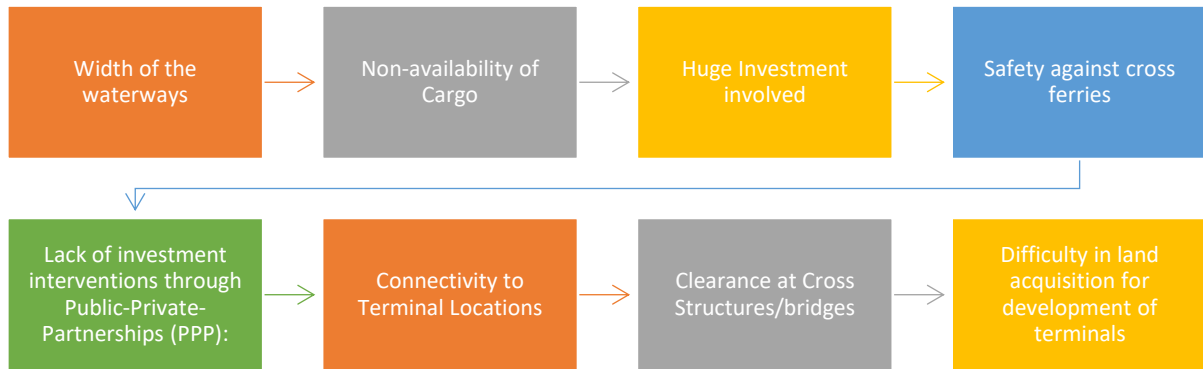 Width of the
waterways
Non-availability of
Cargo
Huge Investment
involved
Safety against cross
ferries
Lack of investment
interventions through
Public-Private-
Partnerships (PPP):
Connectivity to
Terminal Locations
Clearance at Cross
Structures/bridges
Difficulty in land
acquisition for
development of
terminals